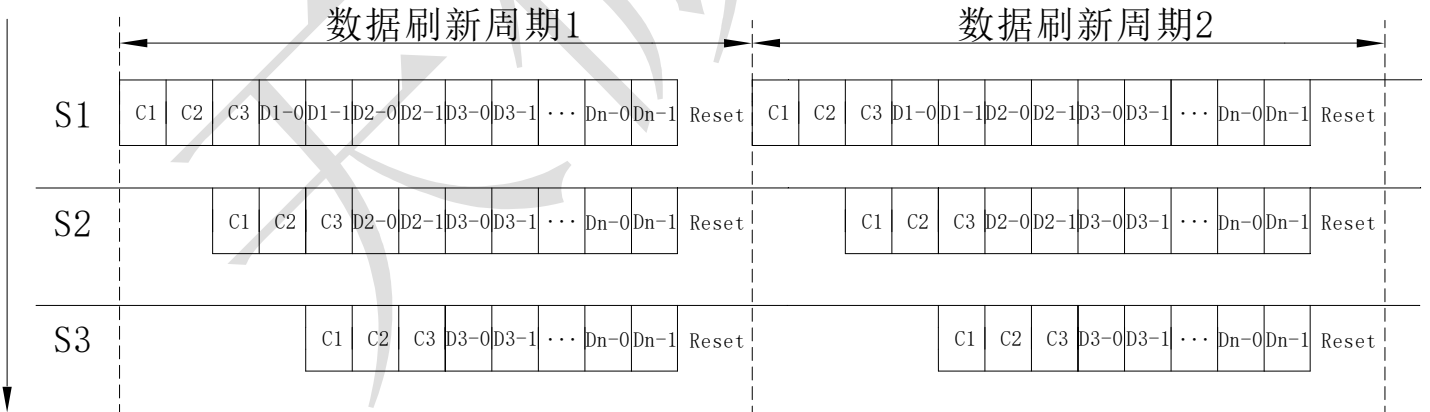 数据刷新周期1 数据刷新周期2
S1 C1 C2 C3 D1-0 D1-1 D2-0 D2-1 D3-0 D3-1 ··· Dn-0 Dn-1 Reset C1 C2 C3 D1-0 D1-1 D2-0 D2-1 D3-0 D3-1 ··· Dn-0 Dn-1 Reset
S2 C1 C2 C3 D2-0 D2-1 D3-0 D3-1 ··· Dn-0 Dn-1 Reset C1 C2 C3 D2-0 D2-1 D3-0 D3-1 ··· Dn-0 Dn-1 Reset
S3 C1 C2 C3 D3-0 D3-1 ··· Dn-0 Dn-1 Reset C1 C2 C3 D3-0 D3-1 ··· Dn-0 Dn-1 Reset